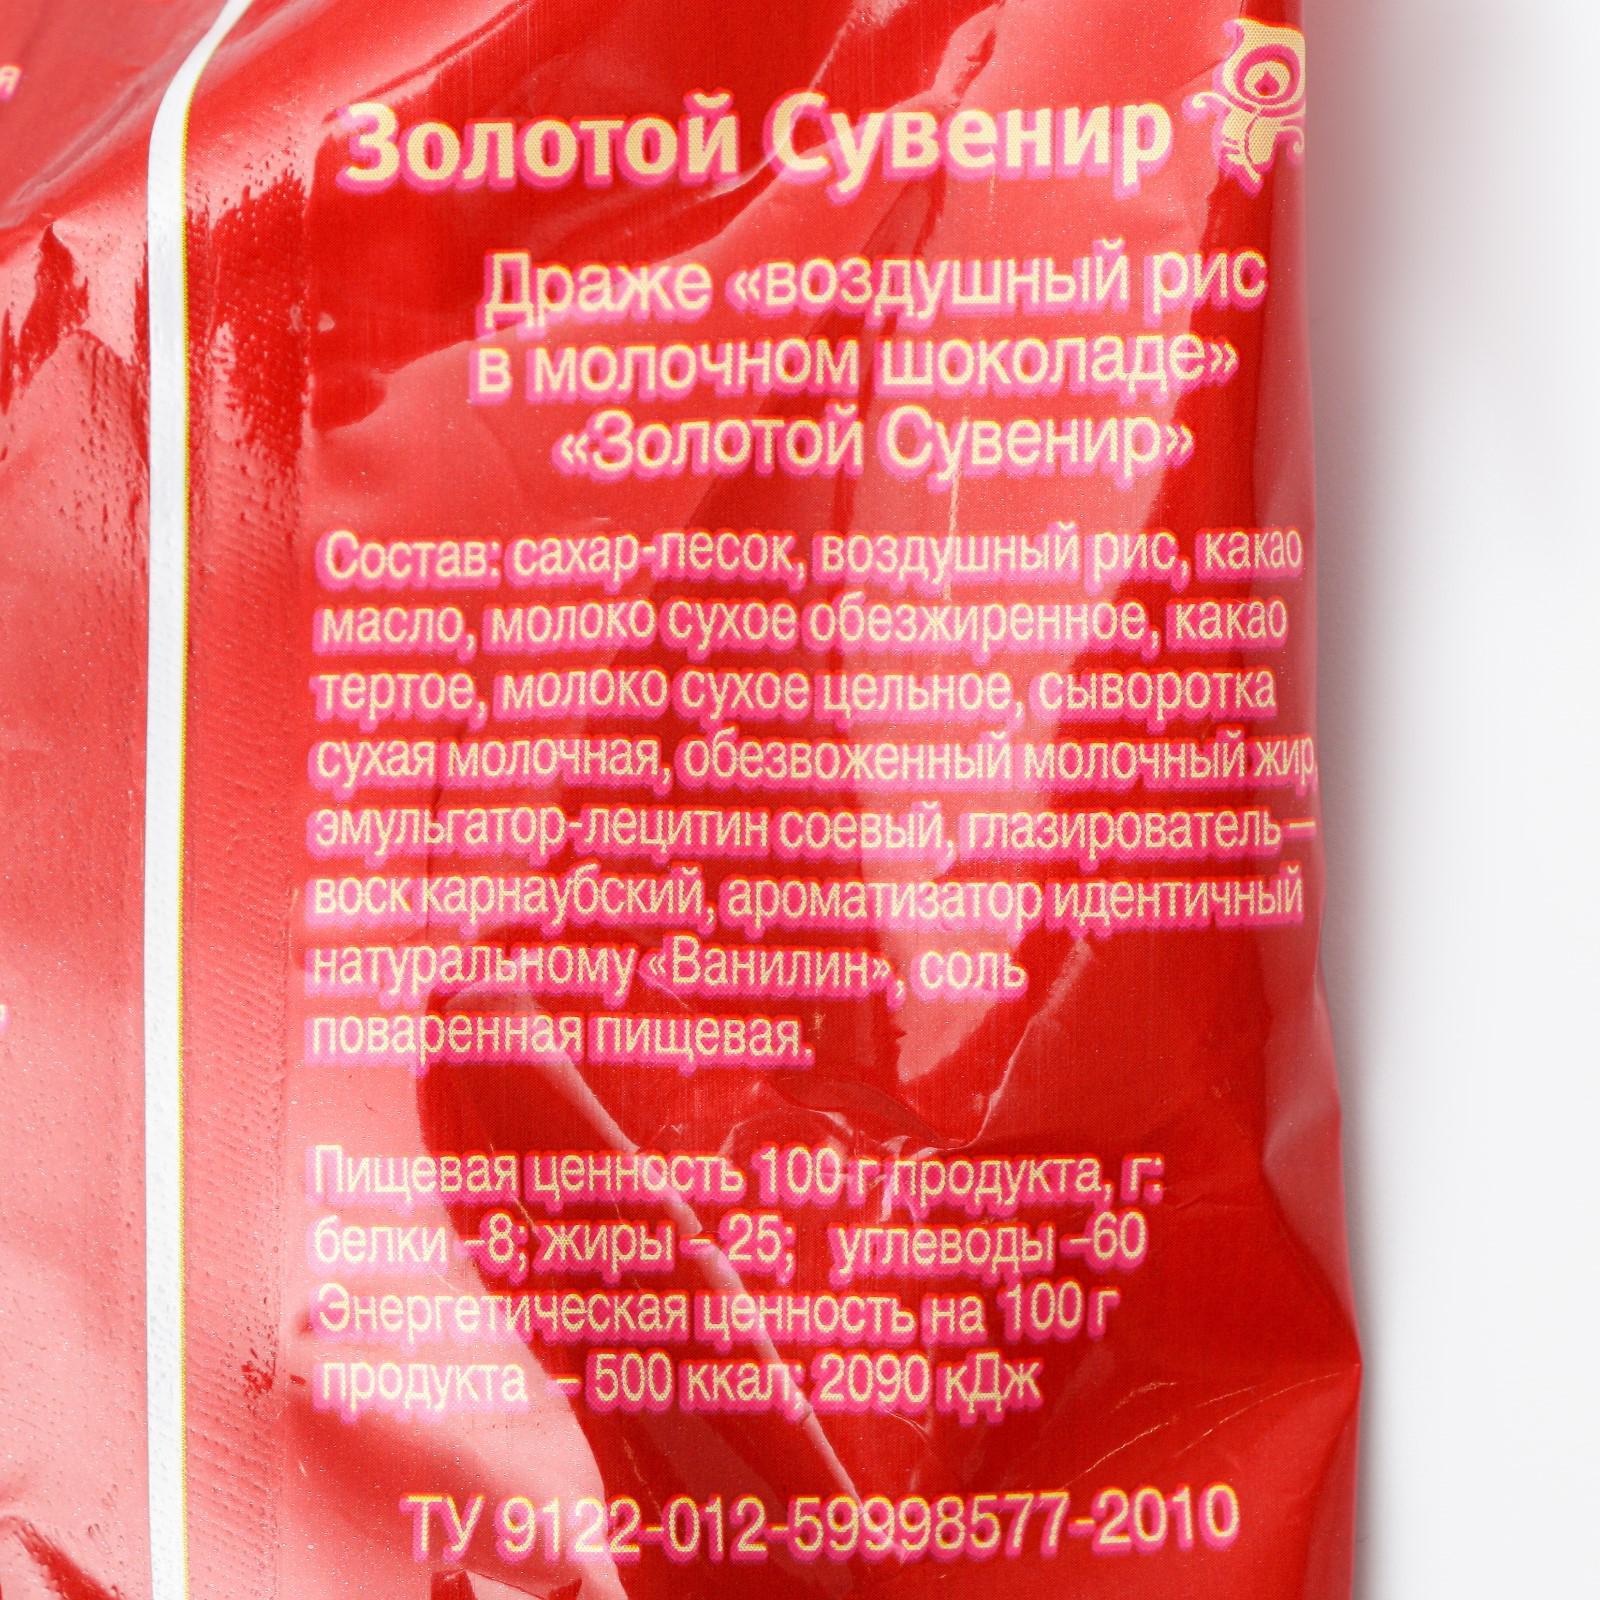 Золотой Сувенир
Драже «воздушный рис
в молочном шоколаде»
«Золотой Сувенир»
Состав: сахар-песок, воздушный рис, какао
масло, молоко сухое обезжиренное, какао
тертое, молоко сухое цельное, сыворотка
сухая молочная, обезвоженный молочный жир,
эмульгатор-лецитин соевый, глазирователь –
воск карнаубский, ароматизатор идентичный
натуральному «Ванилин», соль
поваренная пищевая.
Пищевая ценность 100 г продукта, г:
белки –8; жиры – 25; углеводы –60
Энергетическая ценность на 100 г
продукта – 500 ккал; 2090 кДж
ТУ 9122-012-59998577-2010